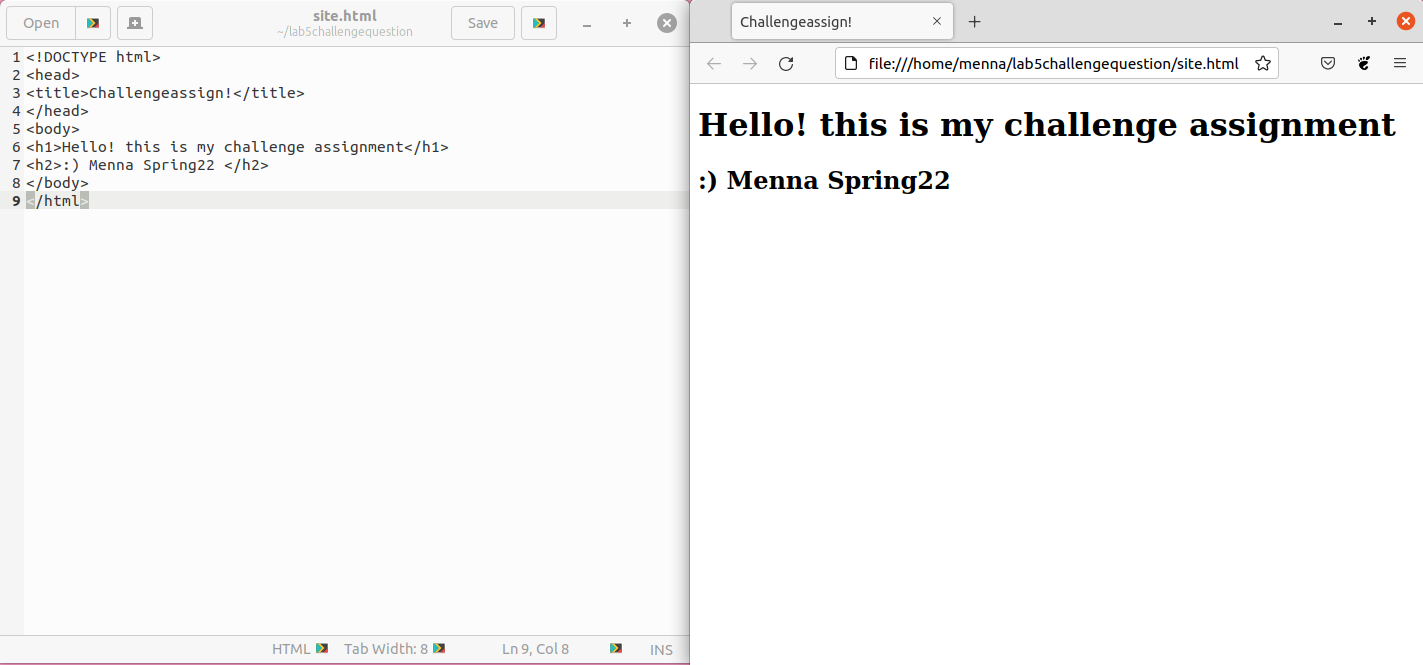 Open
site.html
~/lab5challengequestion
Save
1 <!DOCTYPE html>
2 <head>
3 <title>Challengeassign!</title>
4 </head>
5 <body>
6 <h1>Hello! this is my challenge assignment</h1>
7 <h2>:) Menna Spring22 </h2>
8 </body>
9 </html>
HTML Tab Width: 8 Ln 9, Col 8 INS
Challengeassign!
file:///home/menna/lab5challengequestion/site.html
Hello! this is my challenge assignment
:) Menna Spring22